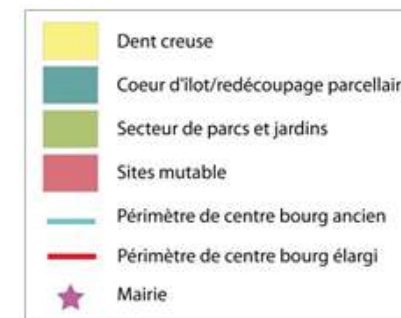 Dent creuse
Coeur d'îlot/redécoupage parcellair
Secteur de parcs et jardins
Sites mutable
Périmètre de centre bourg ancien
Périmètre de centre bourg élargi
Mairie